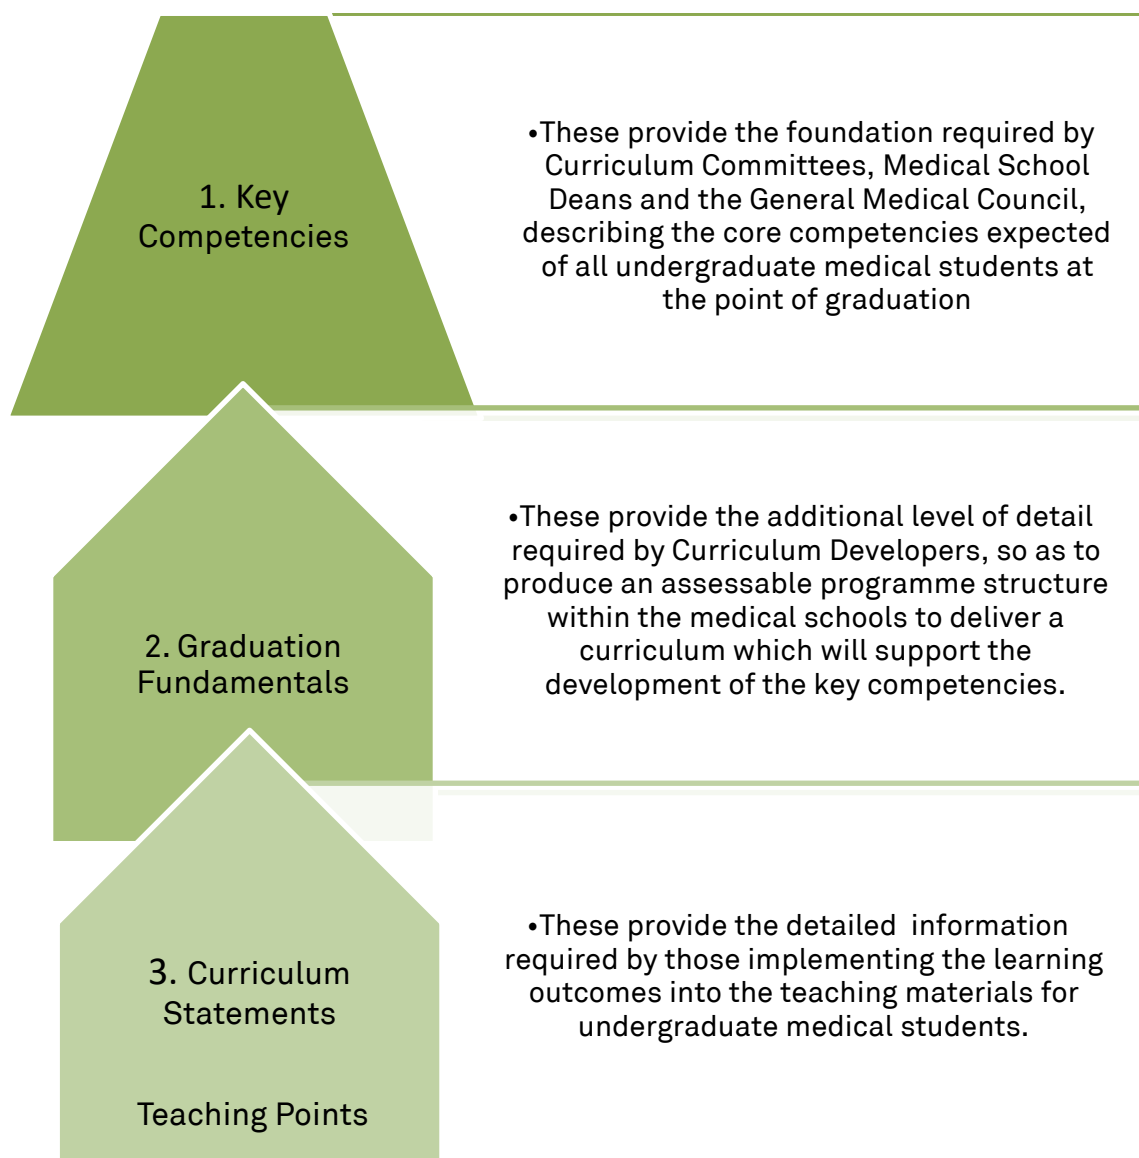 1. Key
Competencies
•These provide the foundation required by
Curriculum Committees, Medical School
Deans and the General Medical Council,
describing the core competencies expected
of all undergraduate medical students at
the point of graduation
2. Graduation
Fundamentals
•These provide the additional level of detail
required by Curriculum Developers, so as to
produce an assessable programme structure
within the medical schools to deliver a
curriculum which will support the
development of the key competencies.
3. Curriculum
Statements
Teaching Points
•These provide the detailed  information
required by those implementing the learning
outcomes into the teaching materials for
undergraduate medical students.